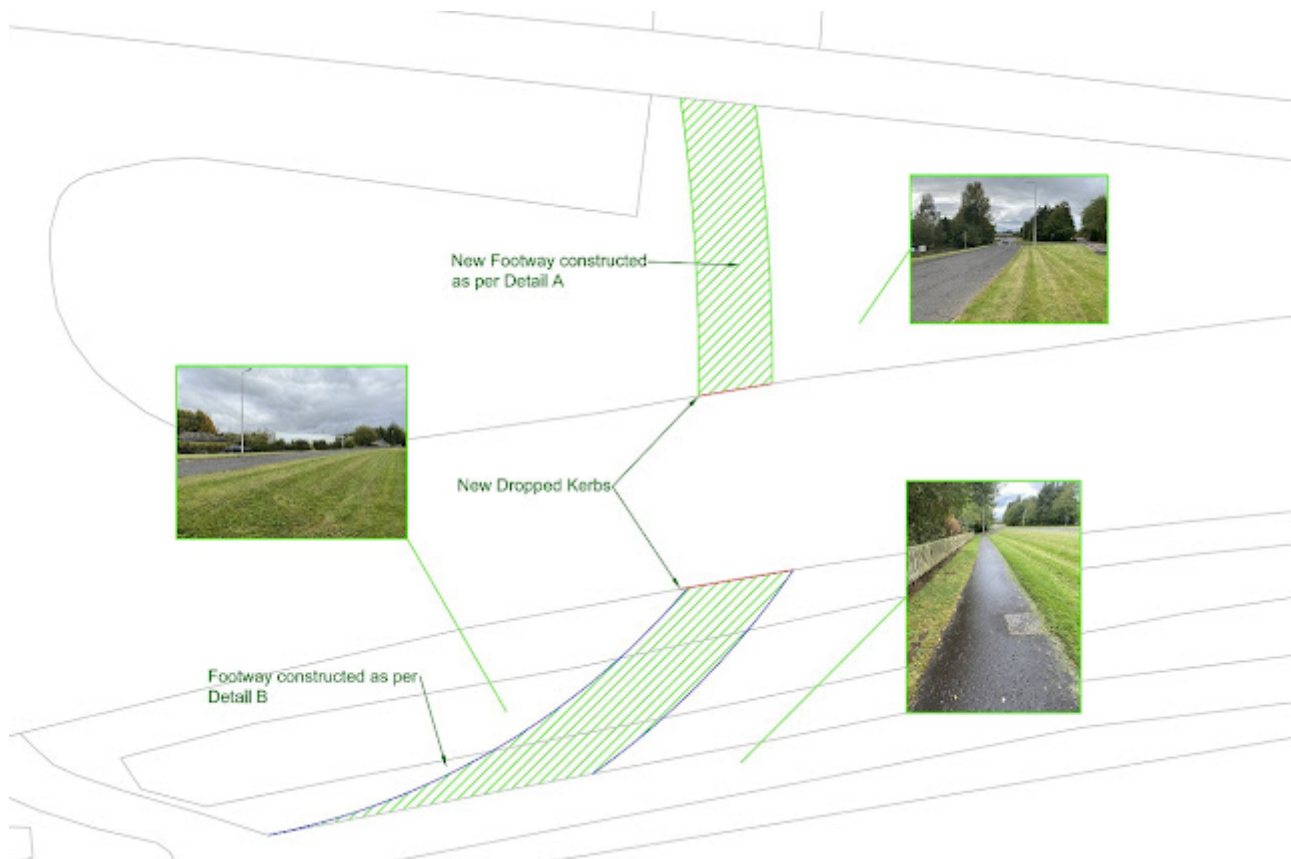 New Footway constructed
as per Detail A
New Dropped Kerbs
Footway constructed as per
Detail B